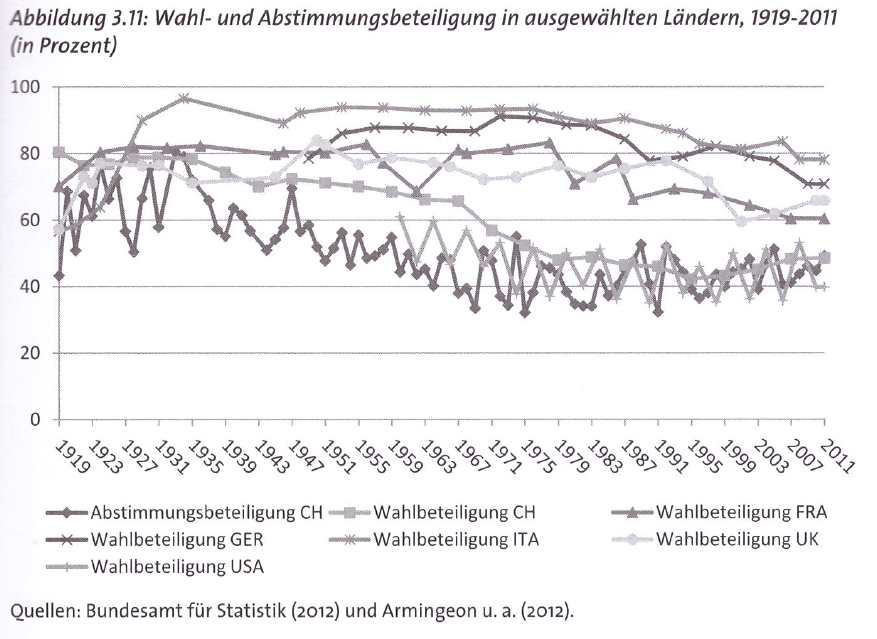 Abbildung 3.11: Wahl- und Abstimmungsbeteiligung in ausgewählten Ländern, 1919-2011
(in Prozent)
100
80
60
40
20
0
1919 1923 1927 1931 1935 1939 1943 1947 1951 1955 1959 1963 1967 1971 1975 1979 1983 1987 1991 1995 1999 2003 2007 2011
Abstimmungsbeteiligung CH Wahlbeteiligung CH Wahlbeteiligung FRA
Wahlbeteiligung GER Wahlbeteiligung ITA Wahlbeteiligung UK
Wahlbeteiligung USA
Quellen: Bundesamt für Statistik (2012) und Armingeon u. a. (2012).